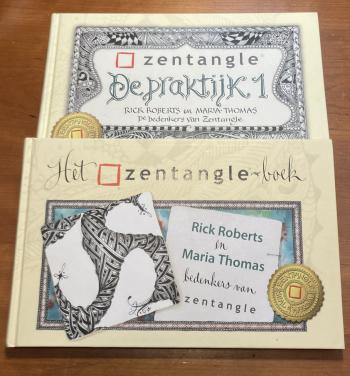 zentangle®
De praktijk 1
RICK ROBERTS en MARIA THOMAS
De bedenkers van Zentangle
Het zentangle®-boek
Rick Roberts
en
Maria Thomas
bedenkers van
zentangle